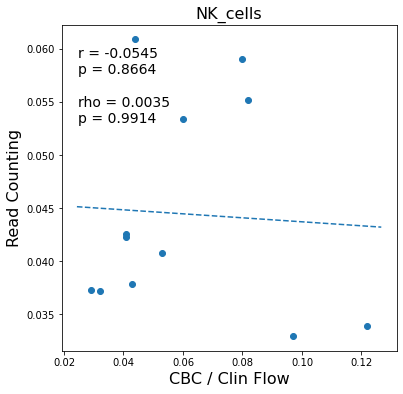 NK_cells
r = -0.0545
p = 0.8664
rho = 0.0035
p = 0.9914
Read Counting
0.060
0.055
0.050
0.045
0.040
0.035
0.02 0.04 0.06 0.08 0.10 0.12
CBC / Clin Flow